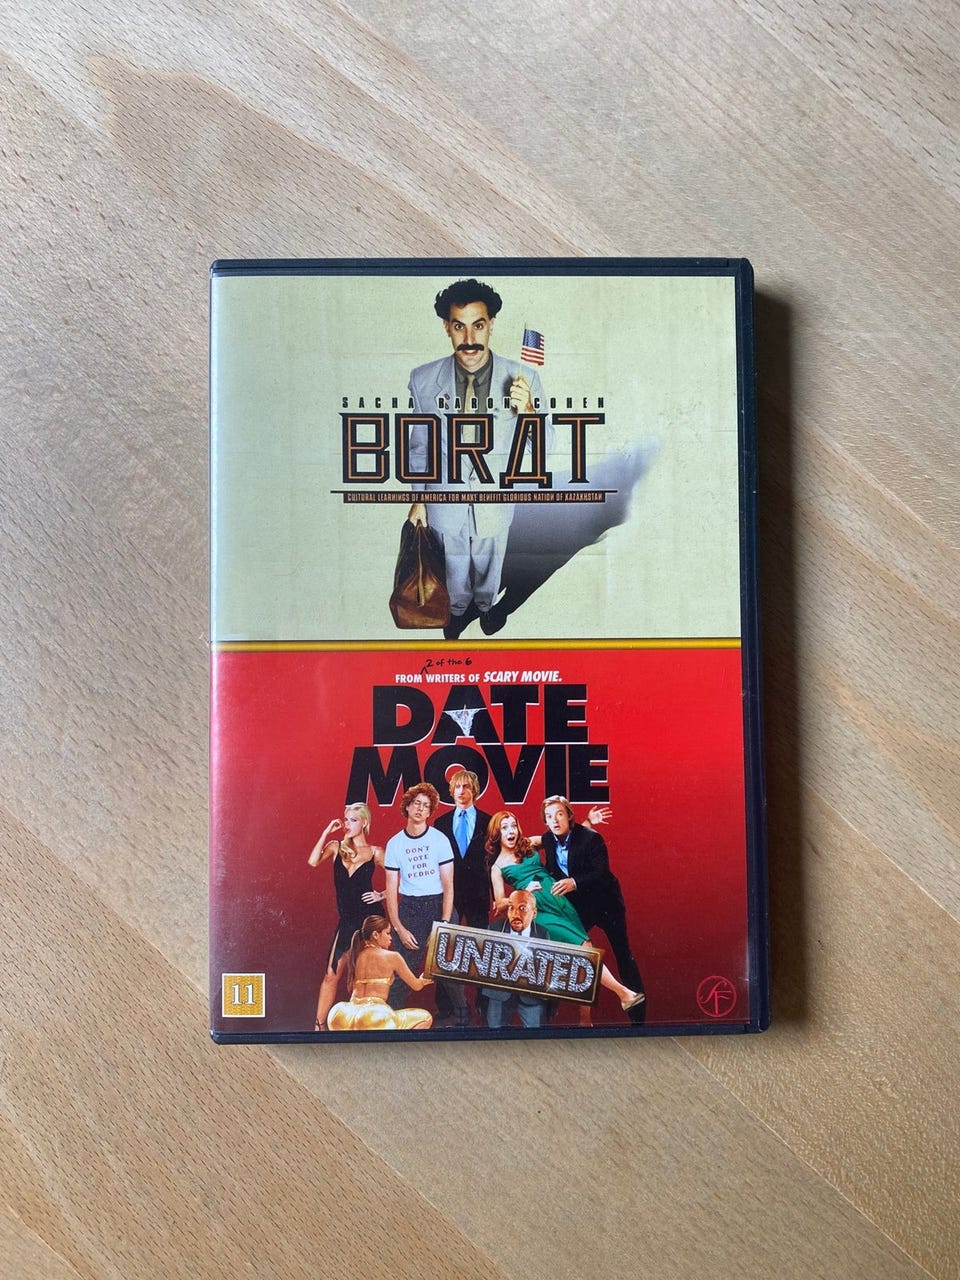 SACHA BARON COHEN
BORДT
CULTURAL LEARNINGS OF AMERICA FOR MAKE BENEFIT GLORIOUS NATION OF KAZAKHSTAN
2 of the 6
FROM WRITERS OF SCARY MOVIE.
DATE
MOVIE
DON'T
VOTE
FOR
PEDRO
UNRATED
11
SF